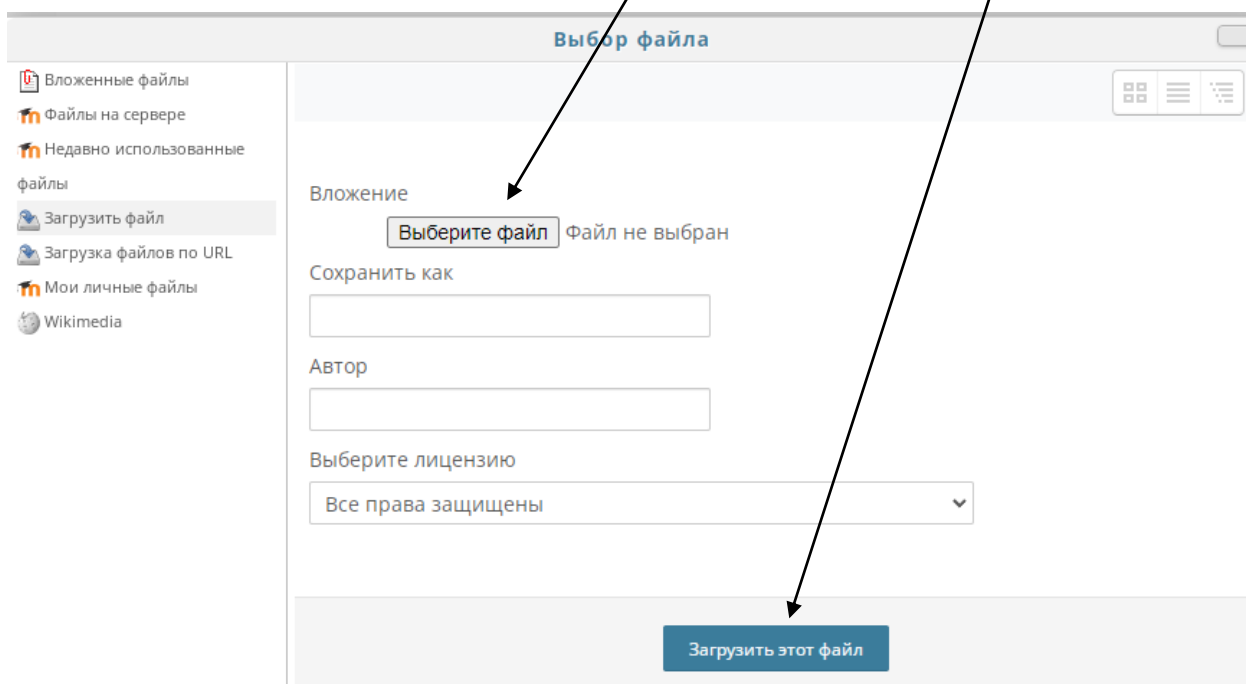 Выбор файла
Вложенные файлы
Файлы на сервере
Недавно использованные
файлы
Загрузить файл
Загрузка файлов по URL
Мои личные файлы
Wikimedia
Вложение
Выберите файл Файл не выбран
Сохранить как
Автор
Выберите лицензию
Все права защищены
Загрузить этот файл